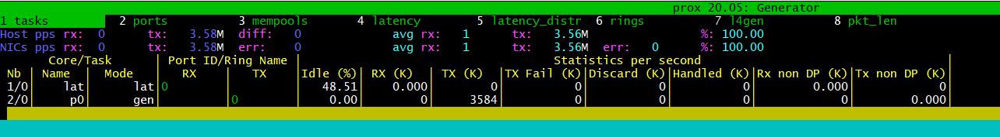 prox 20.05: Generator
1 tasks 2 ports 3 mempools 4 latency 5 latency_distr 6 rings 7 l4gen 8 pkt_len
Host pps rx: 0 tx: 3.58M diff: 0 avg rx: 1 tx: 3.56M %: 100.00
NICs pps rx: 0 tx: 3.58M err: 0 avg rx: 1 tx: 3.56M err: 0 %: 100.00
Core/Task Port ID/Ring Name Statistics per second
Nb Name Mode RX TX Idle (%) RX (K) TX (K) TX Fail (K) Discard (K) Handled (K) Rx non DP (K) Tx non DP (K)
1/0 lat lat 0 48.51 0.000 0 0 0 0 0.000 0
2/0 p0 gen 0 0.00 0 3584 0 0 0 0 0.000